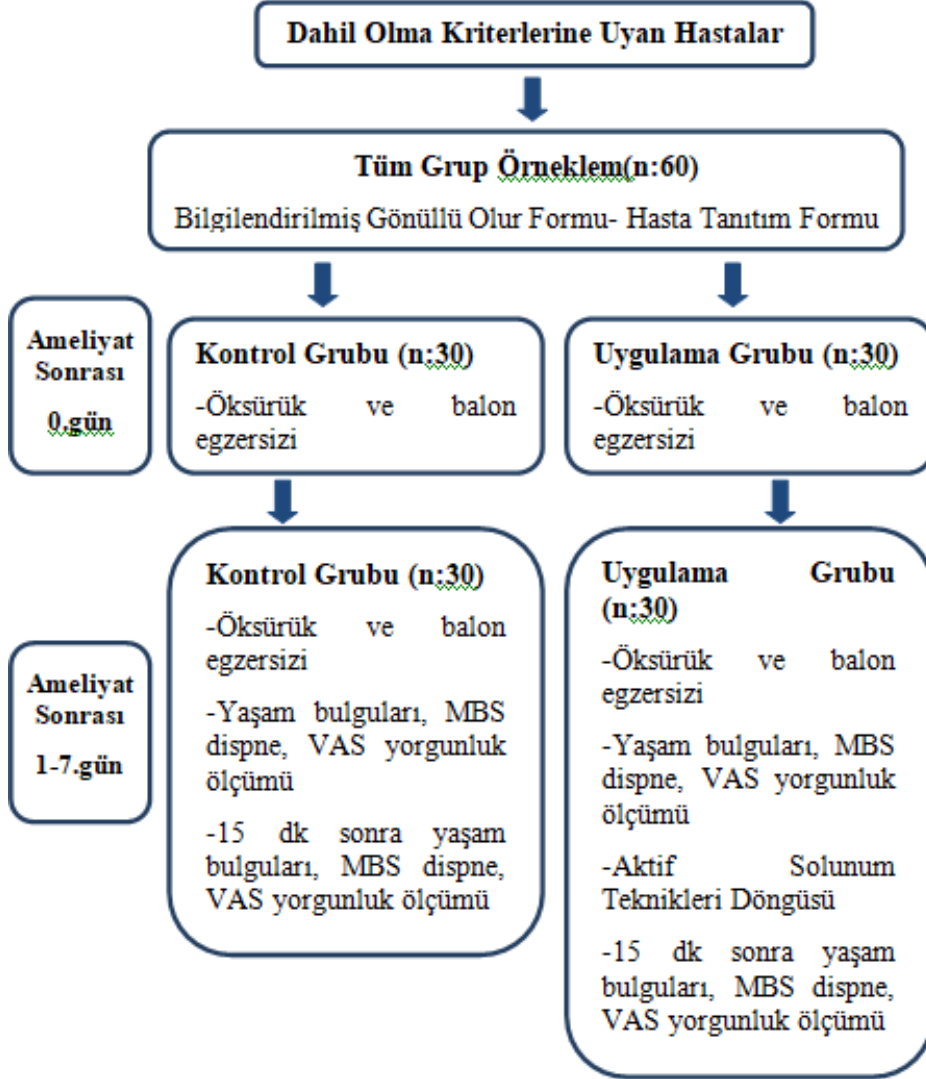 Dahil Olma Kriterlerine Uyan Hastalar
Tüm Grup Örneklem(n:60)
Bilgilendirilmiş Gönüllü Olur Formu- Hasta Tanıtım Formu
Ameliyat
Sonrası
0.gün
Kontrol Grubu (n:30)
-Öksürük ve balon
egzersizi
Uygulama Grubu (n:30)
-Öksürük ve balon
egzersizi
Ameliyat
Sonrası
1-7.gün
Kontrol Grubu (n:30)
-Öksürük ve balon
egzersizi
-Yaşam bulguları, MBS
dispne, VAS yorgunluk
ölçümü
-15 dk sonra yaşam
bulguları, MBS dispne,
VAS yorgunluk ölçümü
Uygulama Grubu
(n:30)
-Öksürük ve balon
egzersizi
-Yaşam bulguları, MBS
dispne, VAS yorgunluk
ölçümü
-Aktif Solunum
Teknikleri Döngüsü
-15 dk sonra yaşam
bulguları, MBS dispne,
VAS yorgunluk ölçümü